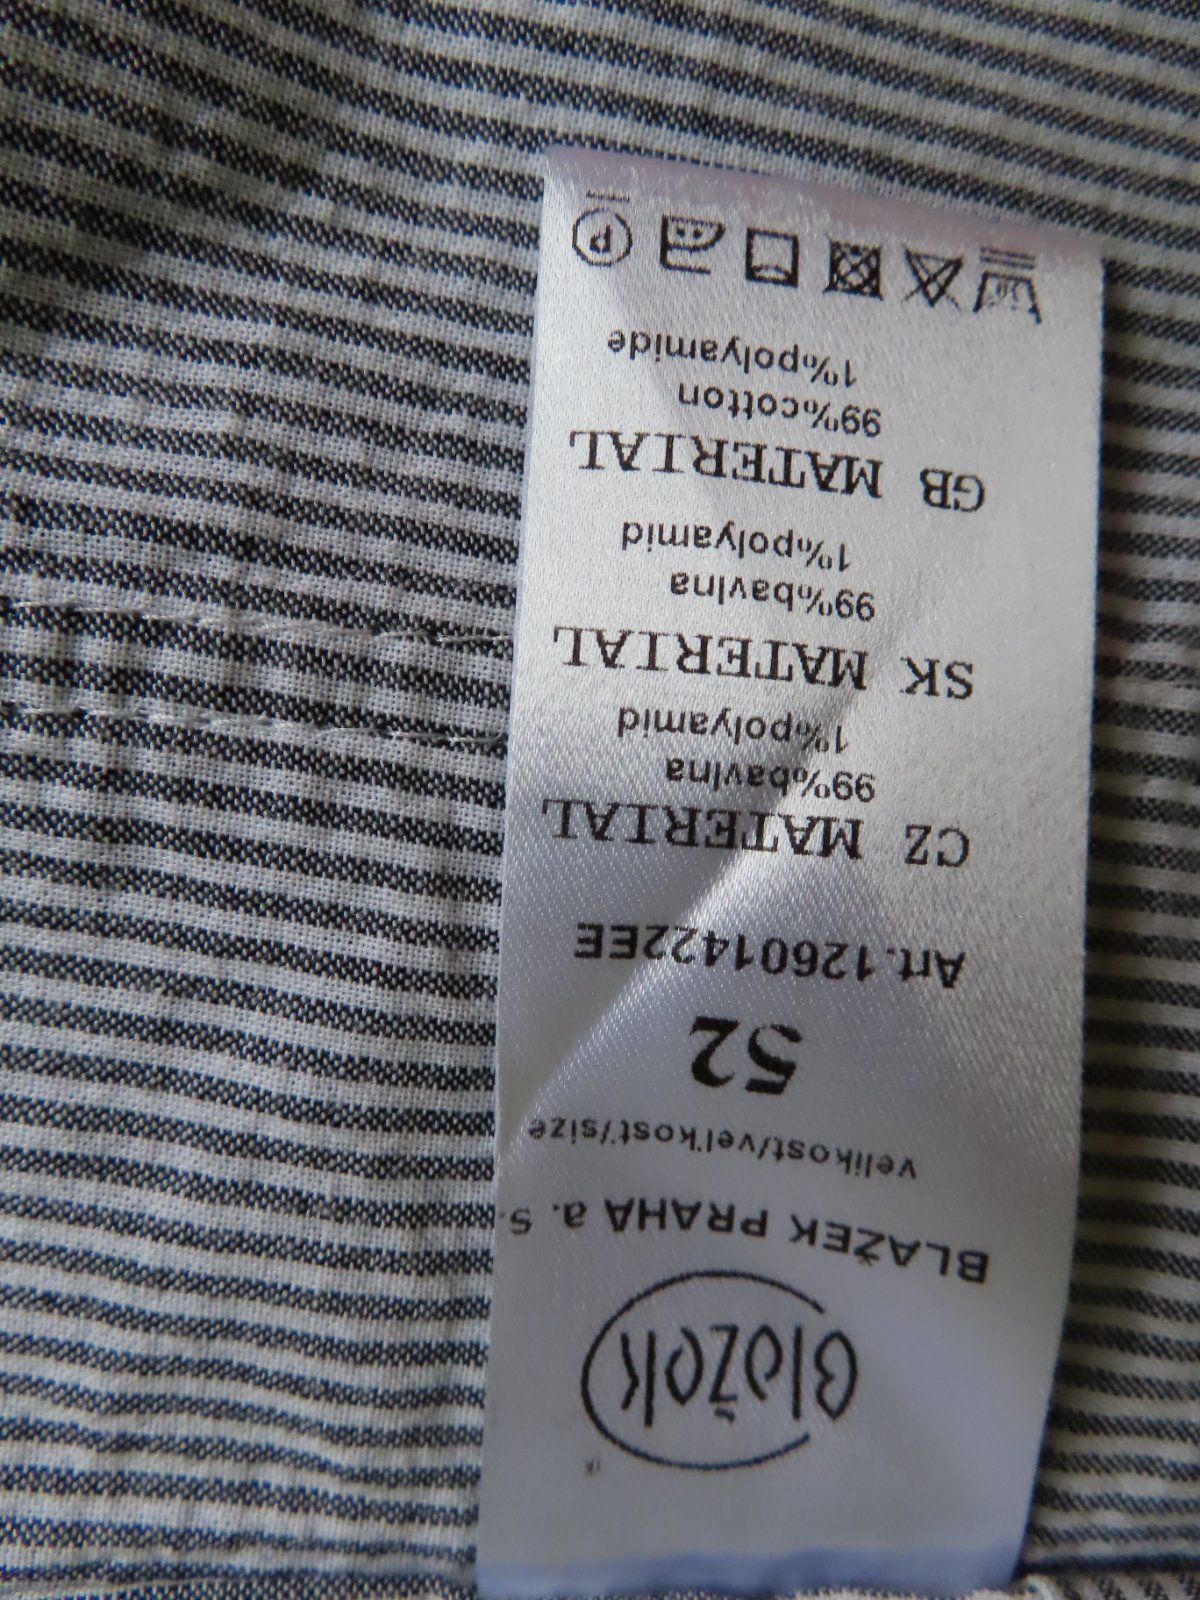 Blažek
BLAŽEK PRAHA a. s.
velikost/veľkosť/size
52
Art.12601422EE
CZ MATERIAL
99%bavlna
1%polyamid
SK MATERIAL
99%bavlna
1%polyamid
GB MATERIAL
99%cotton
1%polyamide
P